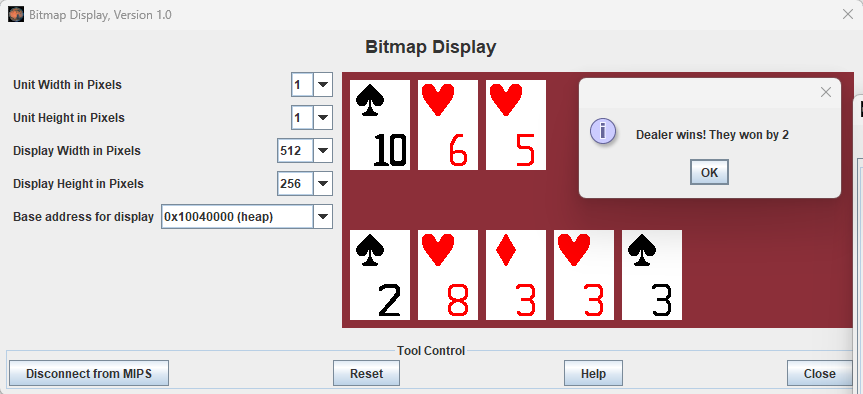 Bitmap Display, Version 1.0
Bitmap Display
Unit Width in Pixels 1
Unit Height in Pixels 1
Display Width in Pixels 512
Display Height in Pixels 256
Base address for display 0x10040000 (heap)
10 6 5
Dealer wins! They won by 2
OK
2 8 3 3 3
Tool Control
Disconnect from MIPS Reset Help Close